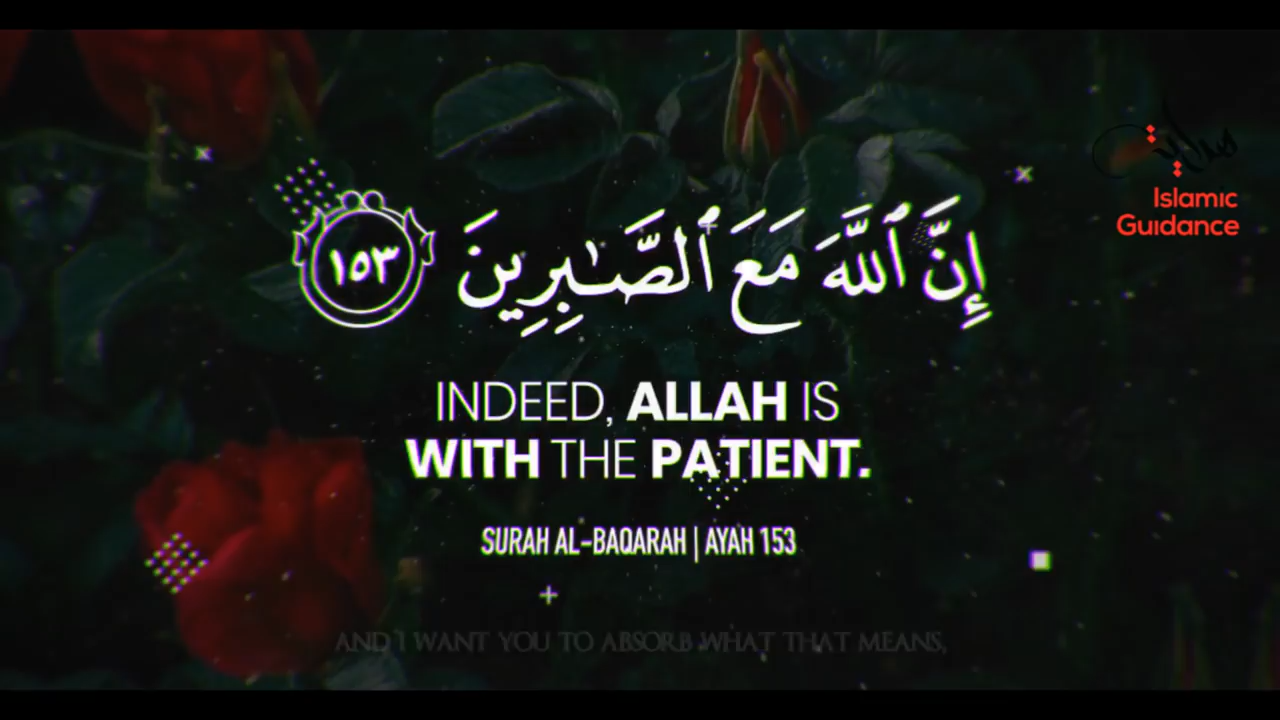 إِنَّ ٱللَّهَ مَعَ ٱلصَّـٰبِرِينَ ١٥٣
INDEED, ALLAH IS
WITH THE PATIENT.
SURAH AL-BAQARAH | AYAH 153
AND I WANT YOU TO ABSORB WHAT THAT MEANS,
Islamic
Guidance